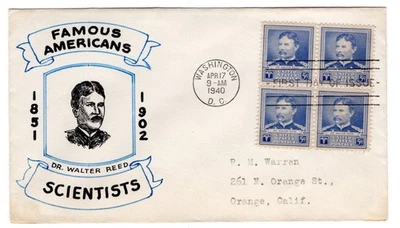 FAMOUS
AMERICANS
1851
1902
DR. WALTER REED
SCIENTISTS
WASHINGTON
APR 17
9-AM
1940
D. C.
FIRST DAY OF ISSUE
P. M. Warren
261 N. Orange St.,
Orange, Calif.